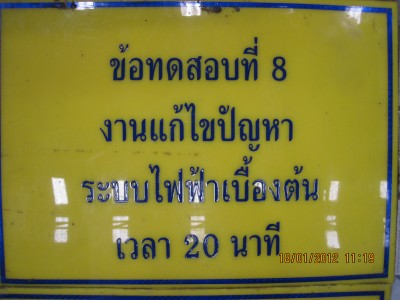 ข้อทดสอบที่ 8
งานแก้ไขปัญหา
ระบบไฟฟ้าเบื้องต้น
เวลา 20 นาที
18/01/2012 11:19